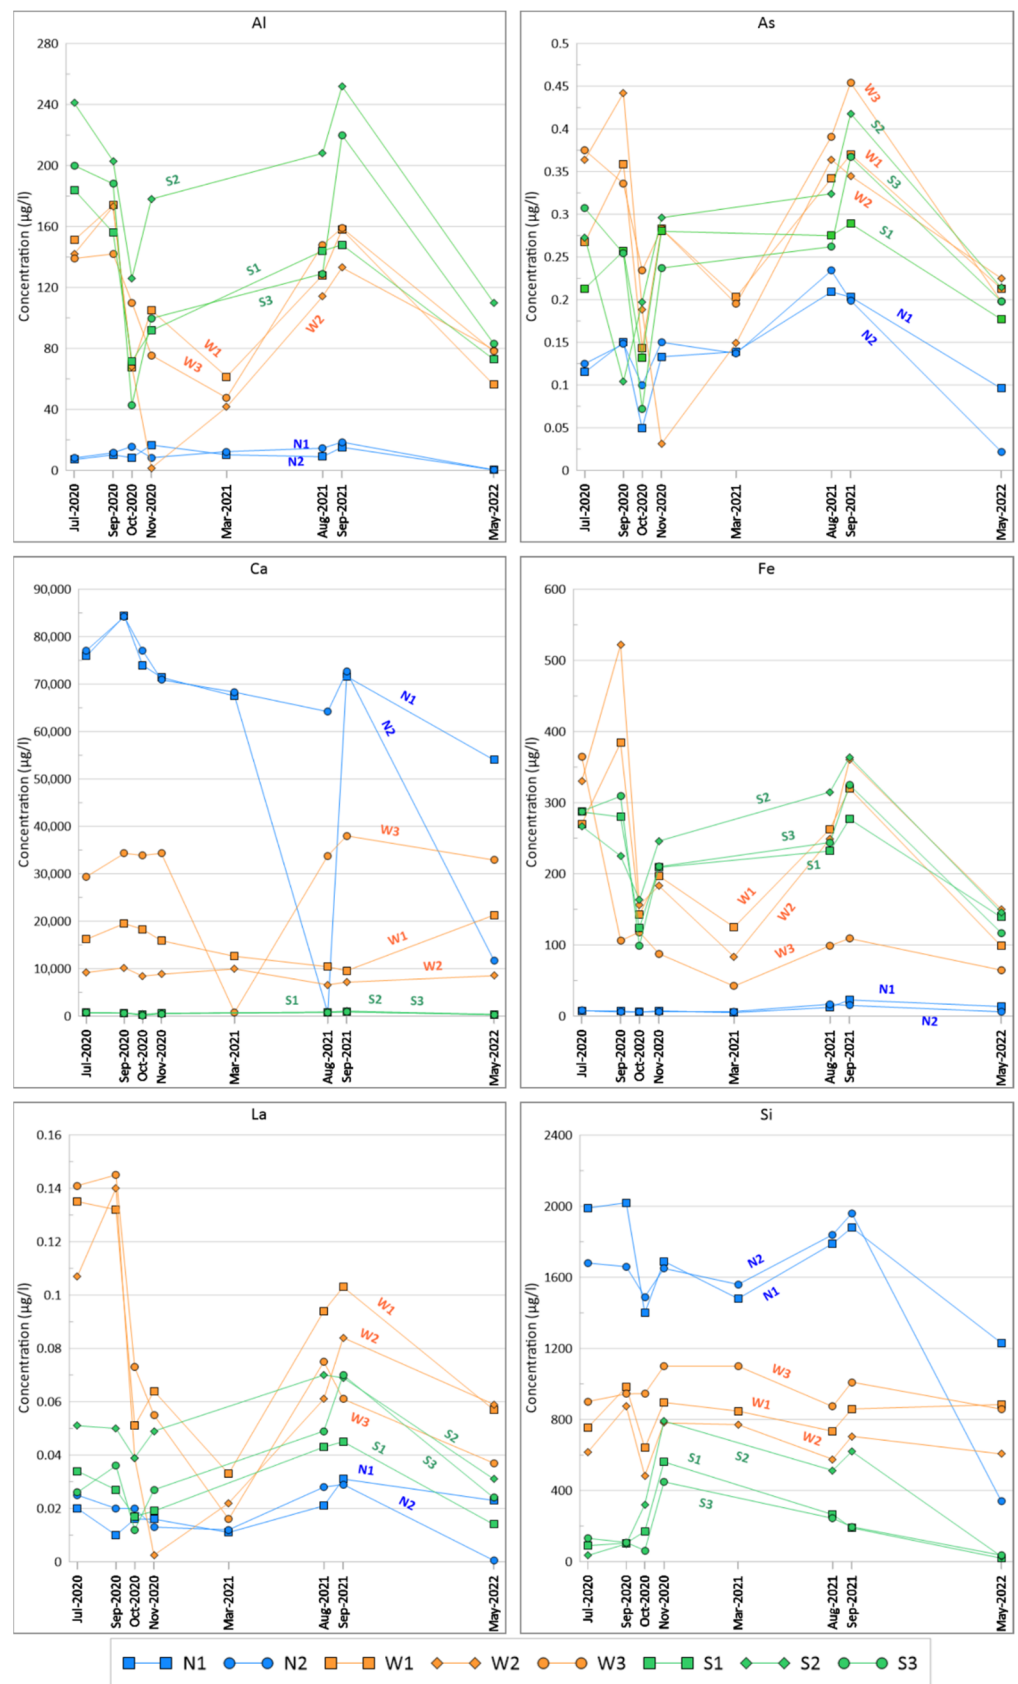 Al
Concentration (µg/l)
280
240
200
160
120
80
40
0
S2
S1
S3
W1
W2
W3
N1
N2
Jul-2020
Sep-2020
Oct-2020
Nov-2020
Mar-2021
Aug-2021
Sep-2021
May-2022
As
Concentration (µg/l)
0.5
0.45
0.4
0.35
0.3
0.25
0.2
0.15
0.1
0.05
0
W3
S2
W1
S3
W2
S1
N1
N2
Jul-2020
Sep-2020
Oct-2020
Nov-2020
Mar-2021
Aug-2021
Sep-2021
May-2022
Ca
Concentration (µg/l)
90,000
80,000
70,000
60,000
50,000
40,000
30,000
20,000
10,000
0
N1
N2
W3
W1
W2
S1
S2
S3
Jul-2020
Sep-2020
Oct-2020
Nov-2020
Mar-2021
Aug-2021
Sep-2021
May-2022
Fe
Concentration (µg/l)
600
500
400
300
200
100
0
S2
S3
S1
W1
W2
W3
N1
N2
Jul-2020
Sep-2020
Oct-2020
Nov-2020
Mar-2021
Aug-2021
Sep-2021
May-2022
La
Concentration (µg/l)
0.16
0.14
0.12
0.1
0.08
0.06
0.04
0.02
0
W1
W2
W3
S2
S1
S3
N1
N2
Jul-2020
Sep-2020
Oct-2020
Nov-2020
Mar-2021
Aug-2021
Sep-2021
May-2022
Si
Concentration (µg/l)
2400
2000
1600
1200
800
400
0
N2
N1
W3
W1
W2
S2
S1
S3
Jul-2020
Sep-2020
Oct-2020
Nov-2020
Mar-2021
Aug-2021
Sep-2021
May-2022
N1 N2 W1 W2 W3 S1 S2 S3